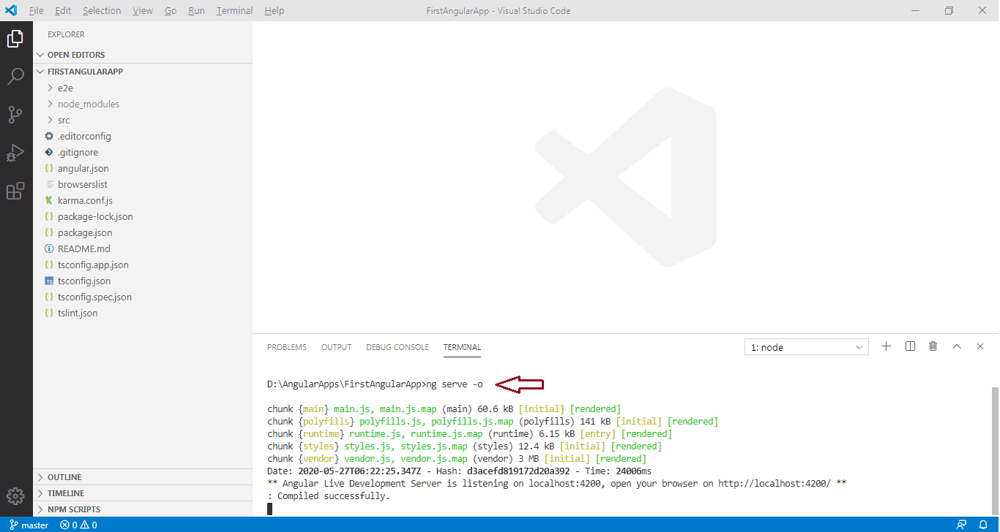 File Edit Selection View Go Run Terminal Help FirstAngularApp - Visual Studio Code
EXPLORER
OPEN EDITORS
FIRSTANGULARAPP
e2e
node_modules
src
.editorconfig
.gitignore
angular.json
browserslist
karma.conf.js
package-lock.json
package.json
README.md
tsconfig.app.json
tsconfig.json
tsconfig.spec.json
tslint.json
OUTLINE
TIMELINE
NPM SCRIPTS
PROBLEMS OUTPUT DEBUG CONSOLE TERMINAL 1: node
D:\AngularApps\FirstAngularApp>ng serve -o
chunk {main} main.js, main.js.map (main) 60.6 kB [initial] [rendered]
chunk {polyfills} polyfills.js, polyfills.js.map (polyfills) 141 kB [initial] [rendered]
chunk {runtime} runtime.js, runtime.js.map (runtime) 6.15 kB [entry] [rendered]
chunk {styles} styles.js, styles.js.map (styles) 12.4 kB [initial] [rendered]
chunk {vendor} vendor.js, vendor.js.map (vendor) 3 MB [initial] [rendered]
Date: 2020-05-27T06:22:25.347Z - Hash: d3acefd819172d20a392 - Time: 24006ms
** Angular Live Development Server is listening on localhost:4200, open your browser on http://localhost:4200/ **
: Compiled successfully.
master 0 0